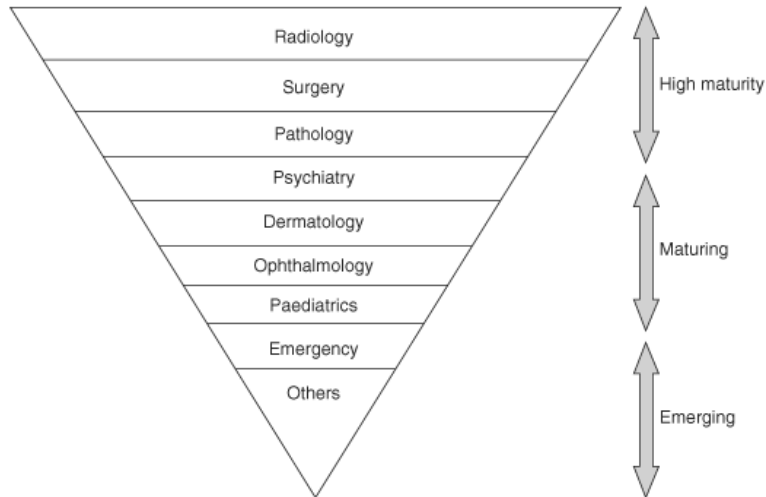 Radiology
Surgery
Pathology
Psychiatry
Dermatology
Ophthalmology
Paediatrics
Emergency
Others
High maturity
Maturing
Emerging